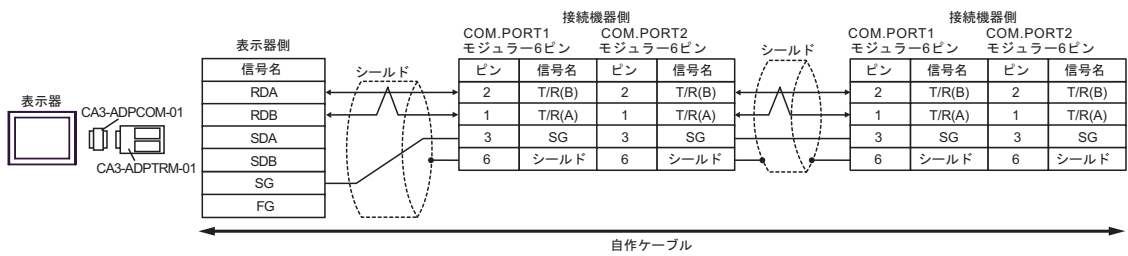 接続機器側
接続機器側
COM.PORT1 COM.PORT2
COM.PORT1 COM.PORT2
表示器側
モジュラー6ピン モジュラー6ピン
シールド
モジュラー6ピン モジュラー6ピン
信号名
シールド
ピン 信号名 ピン 信号名
ピン 信号名 ピン 信号名
表示器
CA3-ADPCOM-01
CA3-ADPTRM-01
RDA
2 T/R(B) 2 T/R(B)
2 T/R(B) 2 T/R(B)
RDB
1 T/R(A) 1 T/R(A)
1 T/R(A) 1 T/R(A)
SDA
3 SG 3 SG
3 SG 3 SG
SDB
6 シールド 6 シールド
6 シールド 6 シールド
SG
FG
自作ケーブル